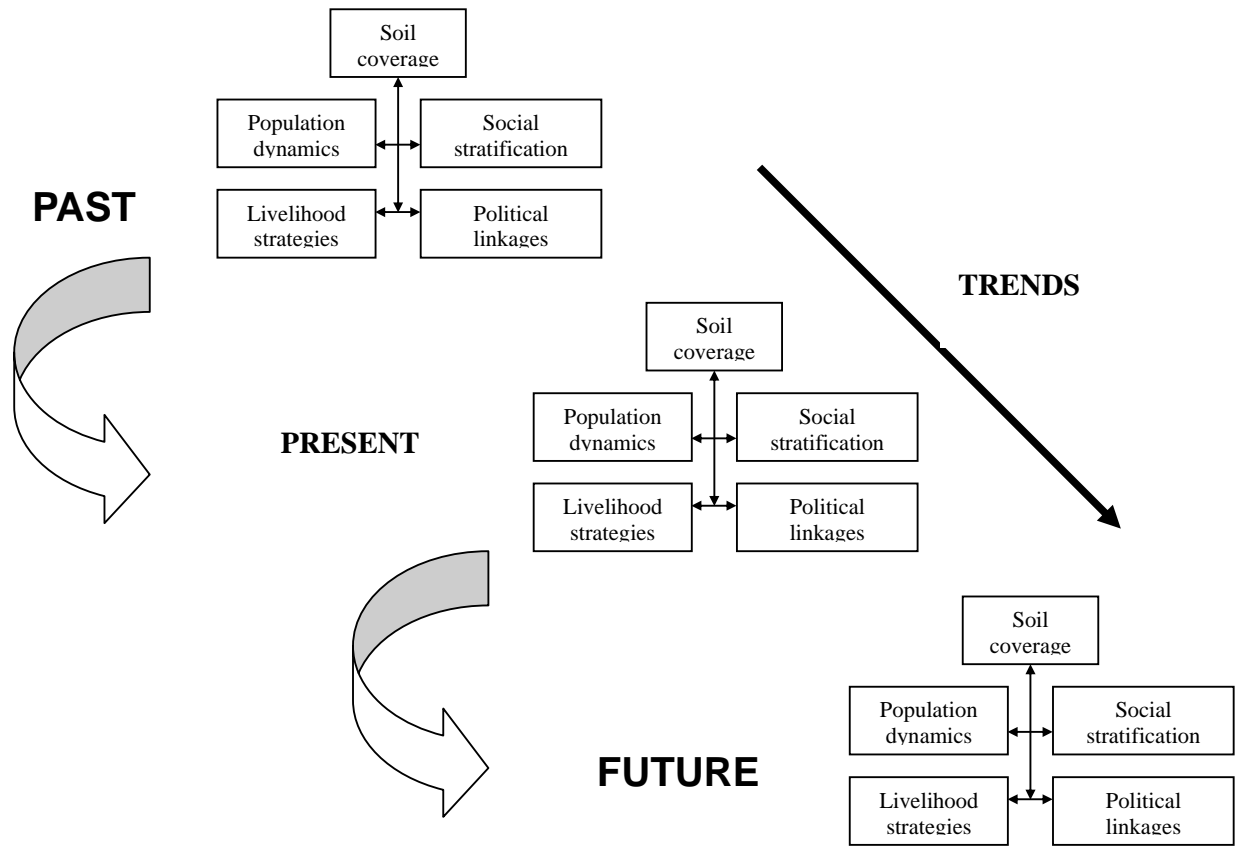 Soil
coverage
Population
dynamics
Social
stratification
PAST
Livelihood
strategies
Political
linkages
TRENDS
Soil
coverage
PRESENT
Population
dynamics
Social
stratification
Livelihood
strategies
Political
linkages
Soil
coverage
Population
dynamics
Social
stratification
FUTURE
Livelihood
strategies
Political
linkages